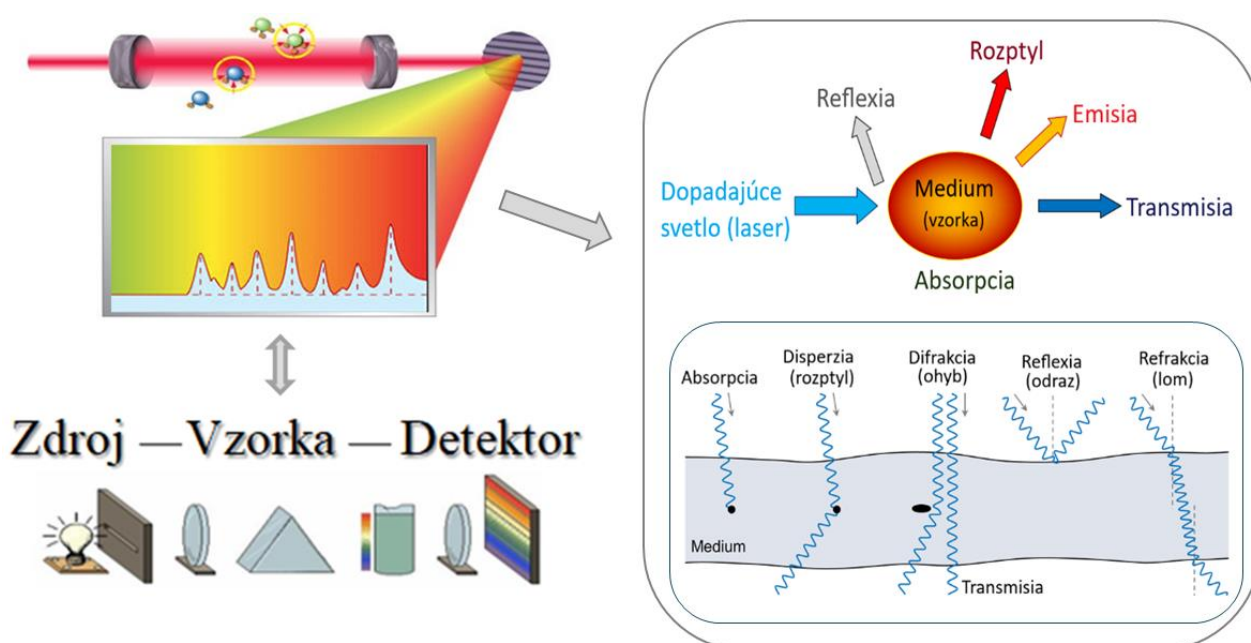 Rozptyl
Reflexia
Emisia
Dopadajúce
svetlo (laser)
Medium
(vzorka)
Transmisia
Absorpcia
Zdroj — Vzorka — Detektor
Absorpcia
Disperzia
(rozptyl)
Difrakcia
(ohyb)
Reflexia
(odraz)
Refrakcia
(lom)
Medium
Transmisia